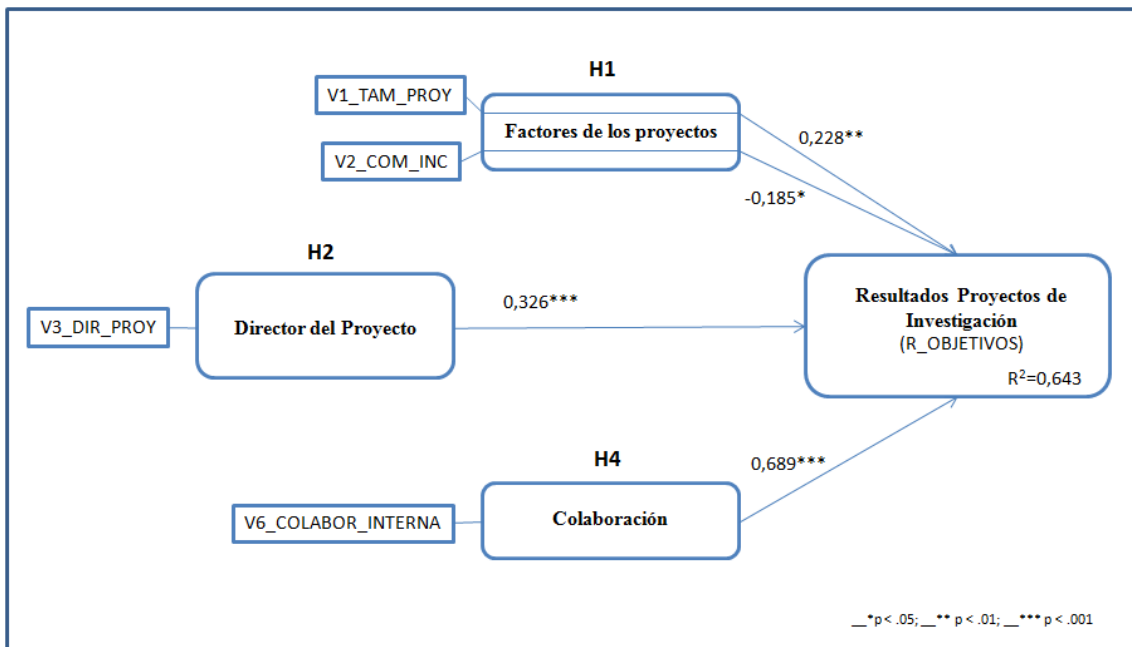 H1
V1_TAM_PROY
Factores de los proyectos
V2_COM_INC
0,228**
-0,185*
H2
V3_DIR_PROY
Director del Proyecto
0,326***
Resultados Proyectos de
Investigación
(R_OBJETIVOS)
R²=0,643
H4
V6_COLABOR_INTERNA
Colaboración
0,689***
__*p < .05; __** p < .01; __*** p < .001